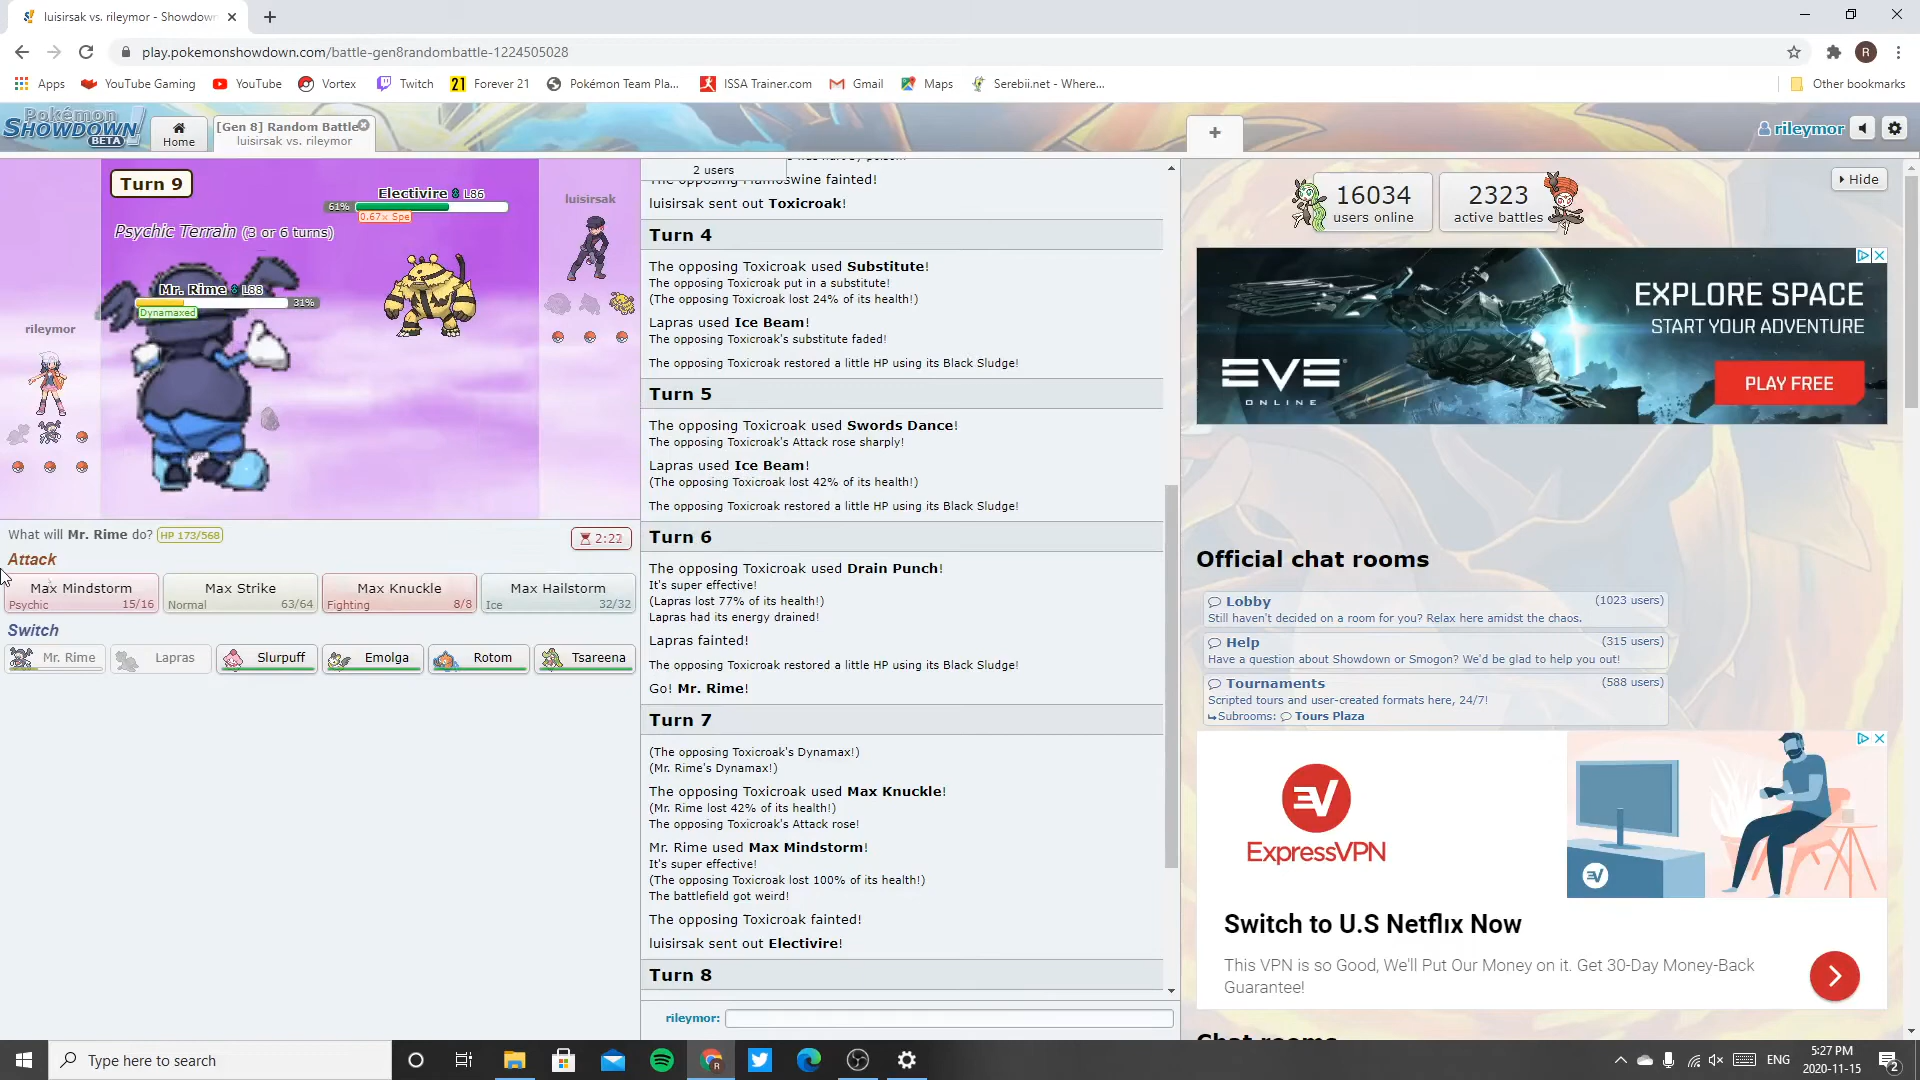 luisirsak vs. rileymor - Showdown
play.pokemonshowdown.com/battle-gen8randombattle-1224505028
R
Apps
YouTube Gaming
YouTube
Vortex
Twitch
21 Forever 21
Pokémon Team Pla...
ISSA Trainer.com
Gmail
Maps
Serebii.net - Where...
Other bookmarks
Pokémon
SHOWDOWN!
BETA
Home
[Gen 8] Random Battle
luisirsak vs. rileymor
+
rileymor
Turn 9
Electivire L86
61%
0.67x Spe
Psychic Terrain (3 or 6 turns)
Mr. Rime L88
31%
Dynamaxed
luisirsak
rileymor
What will Mr. Rime do? HP 173/568
2:22
Attack
Max Mindstorm
Psychic 15/16
Max Strike
Normal 63/64
Max Knuckle
Fighting 8/8
Max Hailstorm
Ice 32/32
Switch
Mr. Rime
Lapras
Slurpuff
Emolga
Rotom
Tsareena
2 users
fainted!
luisirsak sent out Toxicroak!
Turn 4
The opposing Toxicroak used Substitute!
The opposing Toxicroak put in a substitute!
(The opposing Toxicroak lost 24% of its health!)
Lapras used Ice Beam!
The opposing Toxicroak's substitute faded!
The opposing Toxicroak restored a little HP using its Black Sludge!
Turn 5
The opposing Toxicroak used Swords Dance!
The opposing Toxicroak's Attack rose sharply!
Lapras used Ice Beam!
(The opposing Toxicroak lost 42% of its health!)
The opposing Toxicroak restored a little HP using its Black Sludge!
Turn 6
The opposing Toxicroak used Drain Punch!
It's super effective!
(Lapras lost 77% of its health!)
Lapras had its energy drained!
Lapras fainted!
The opposing Toxicroak restored a little HP using its Black Sludge!
Go! Mr. Rime!
Turn 7
(The opposing Toxicroak's Dynamax!)
(Mr. Rime's Dynamax!)
The opposing Toxicroak used Max Knuckle!
(Mr. Rime lost 42% of its health!)
The opposing Toxicroak's Attack rose!
Mr. Rime used Max Mindstorm!
It's super effective!
(The opposing Toxicroak lost 100% of its health!)
The battlefield got weird!
The opposing Toxicroak fainted!
luisirsak sent out Electivire!
Turn 8
rileymor:
16034
users online
2323
active battles
Hide
EVE
ONLINE
EXPLORE SPACE
START YOUR ADVENTURE
PLAY FREE
Official chat rooms
Lobby (1023 users)
Still haven't decided on a room for you? Relax here amidst the chaos.
Help (315 users)
Have a question about Showdown or Smogon? We'd be glad to help you out!
Tournaments (588 users)
Scripted tours and user-created formats here, 24/7!
Subrooms: Tours Plaza
ExpressVPN
Switch to U.S Netflix Now
This VPN is so Good, We'll Put Our Money on it. Get 30-Day Money-Back
Guarantee!
Type here to search
ENG
5:27 PM
2020-11-15
2